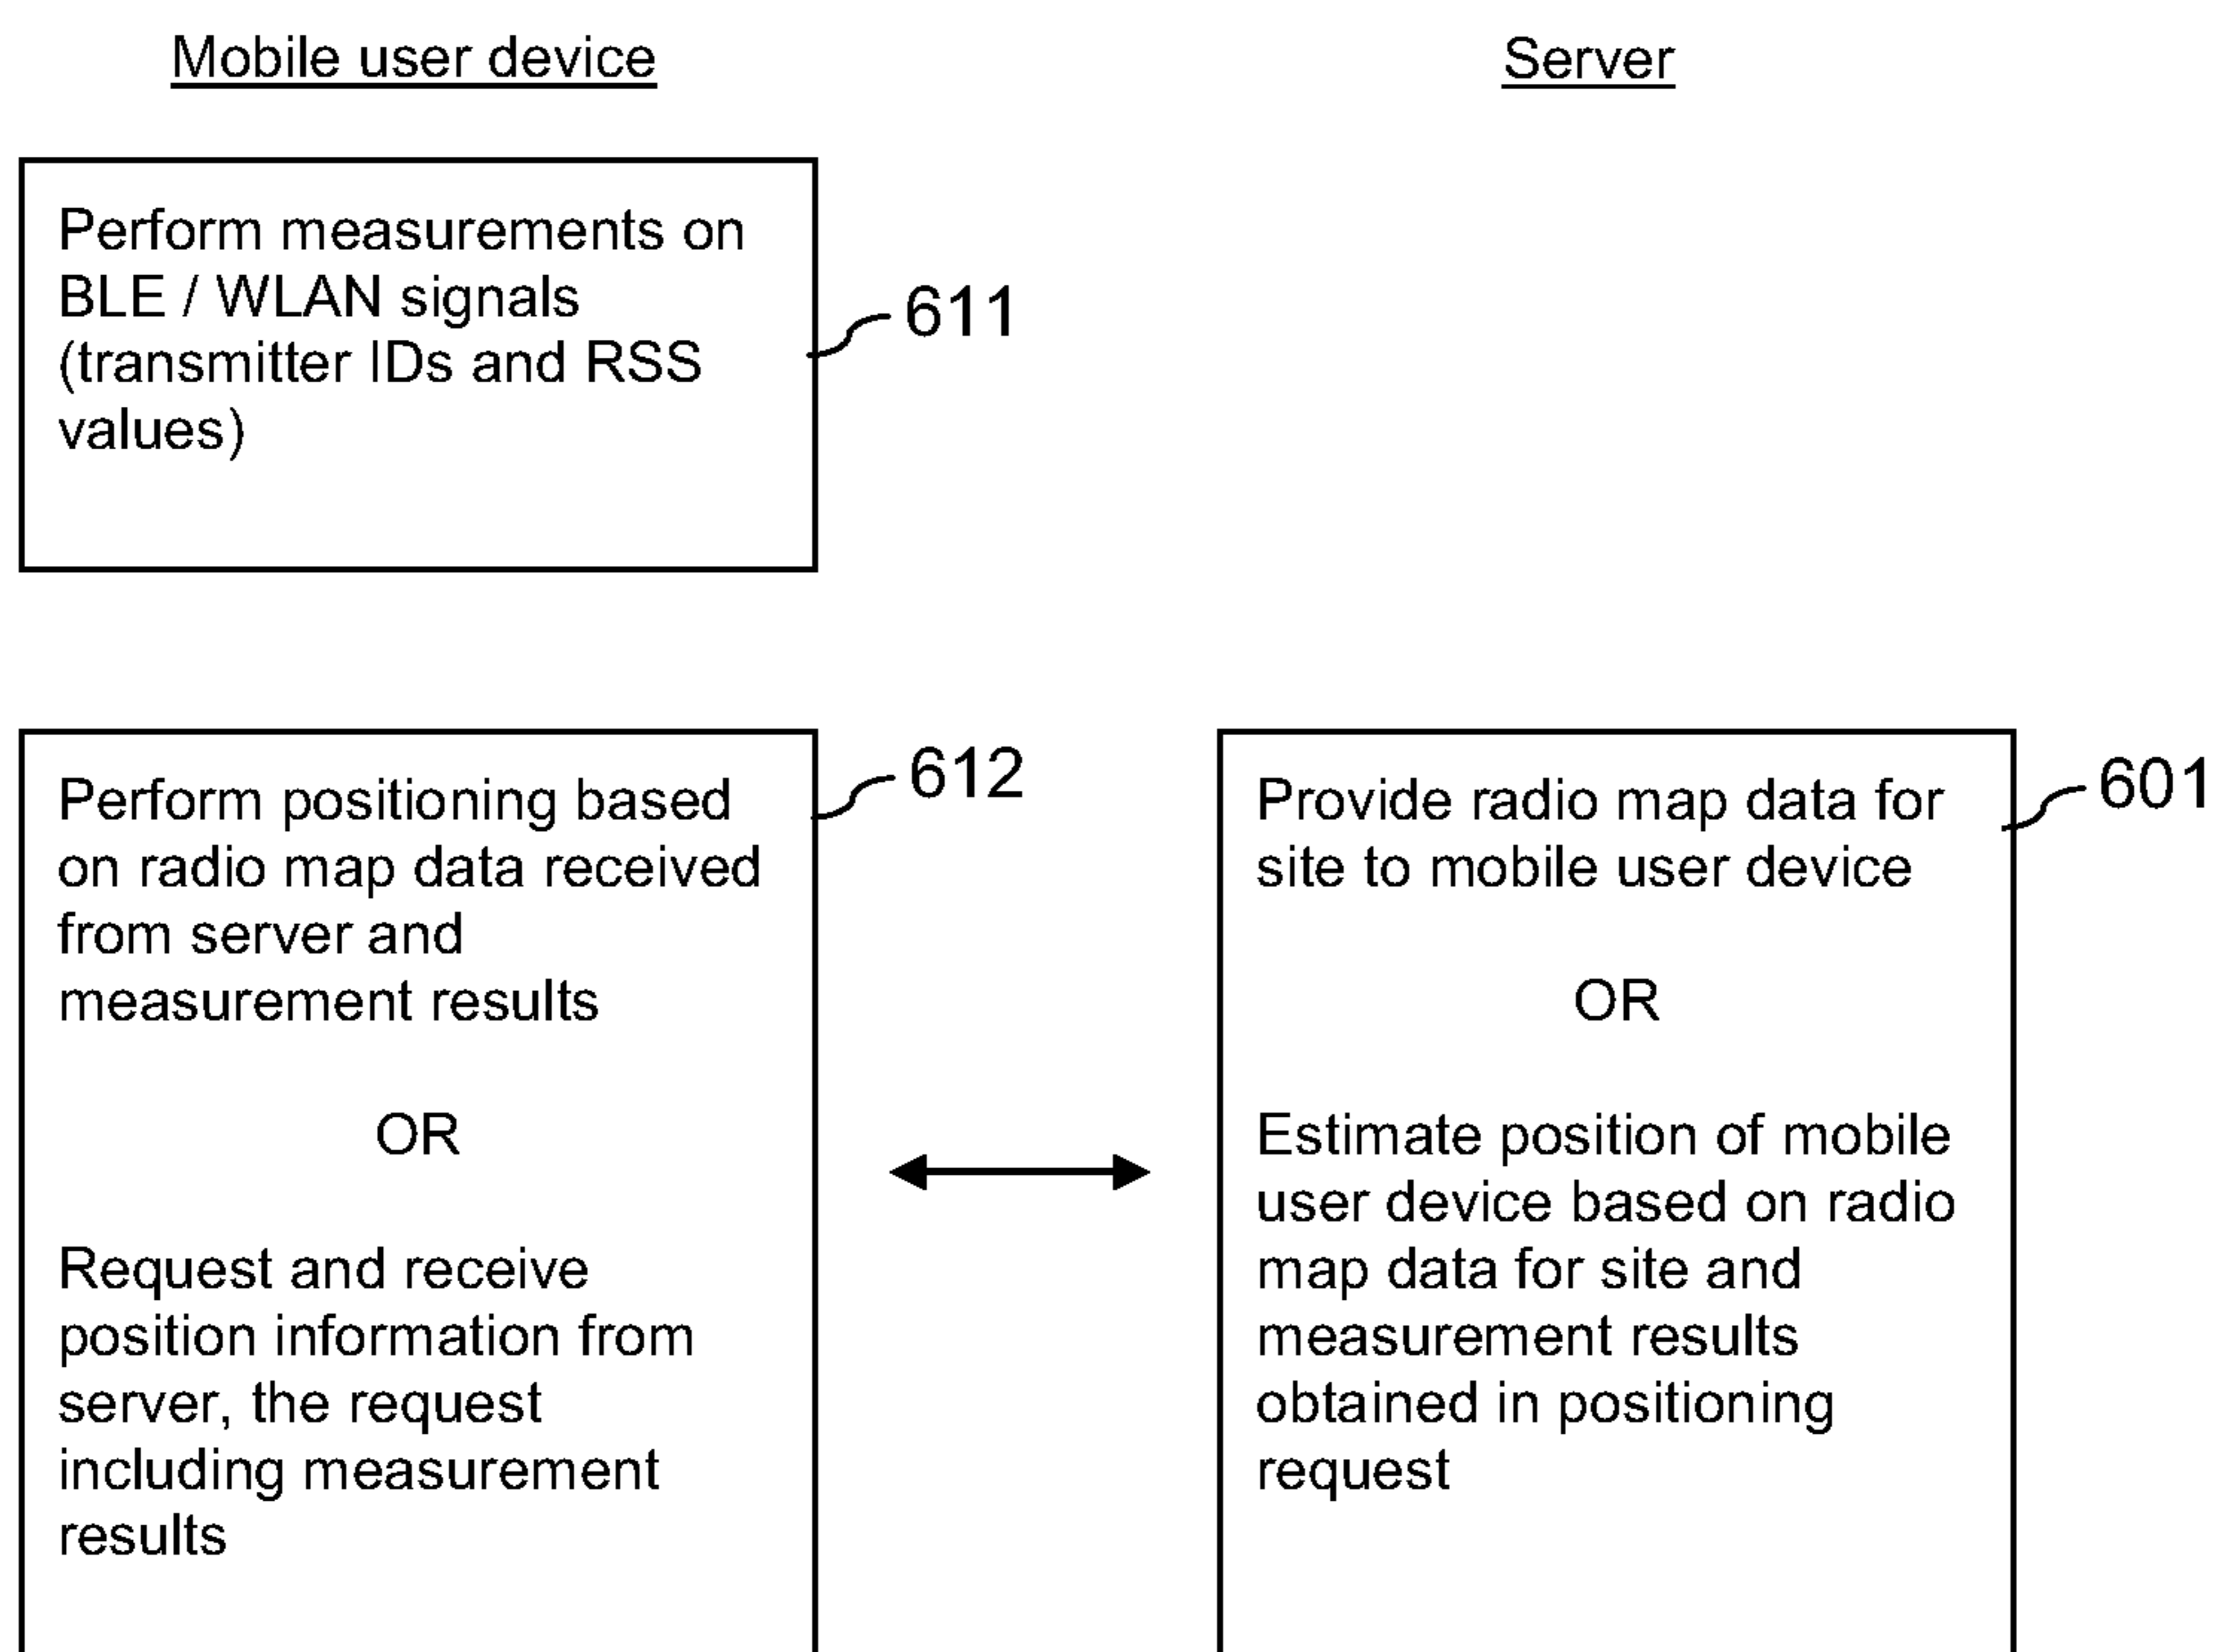 Mobile user device
Server
Perform measurements on
BLE / WLAN signals
(transmitter IDs and RSS
values)
611
Perform positioning based
on radio map data received
from server and
measurement results
OR
Request and receive
position information from
server, the request
including measurement
results
612
Provide radio map data for
site to mobile user device
OR
Estimate position of mobile
user device based on radio
map data for site and
measurement results
obtained in positioning
request
601